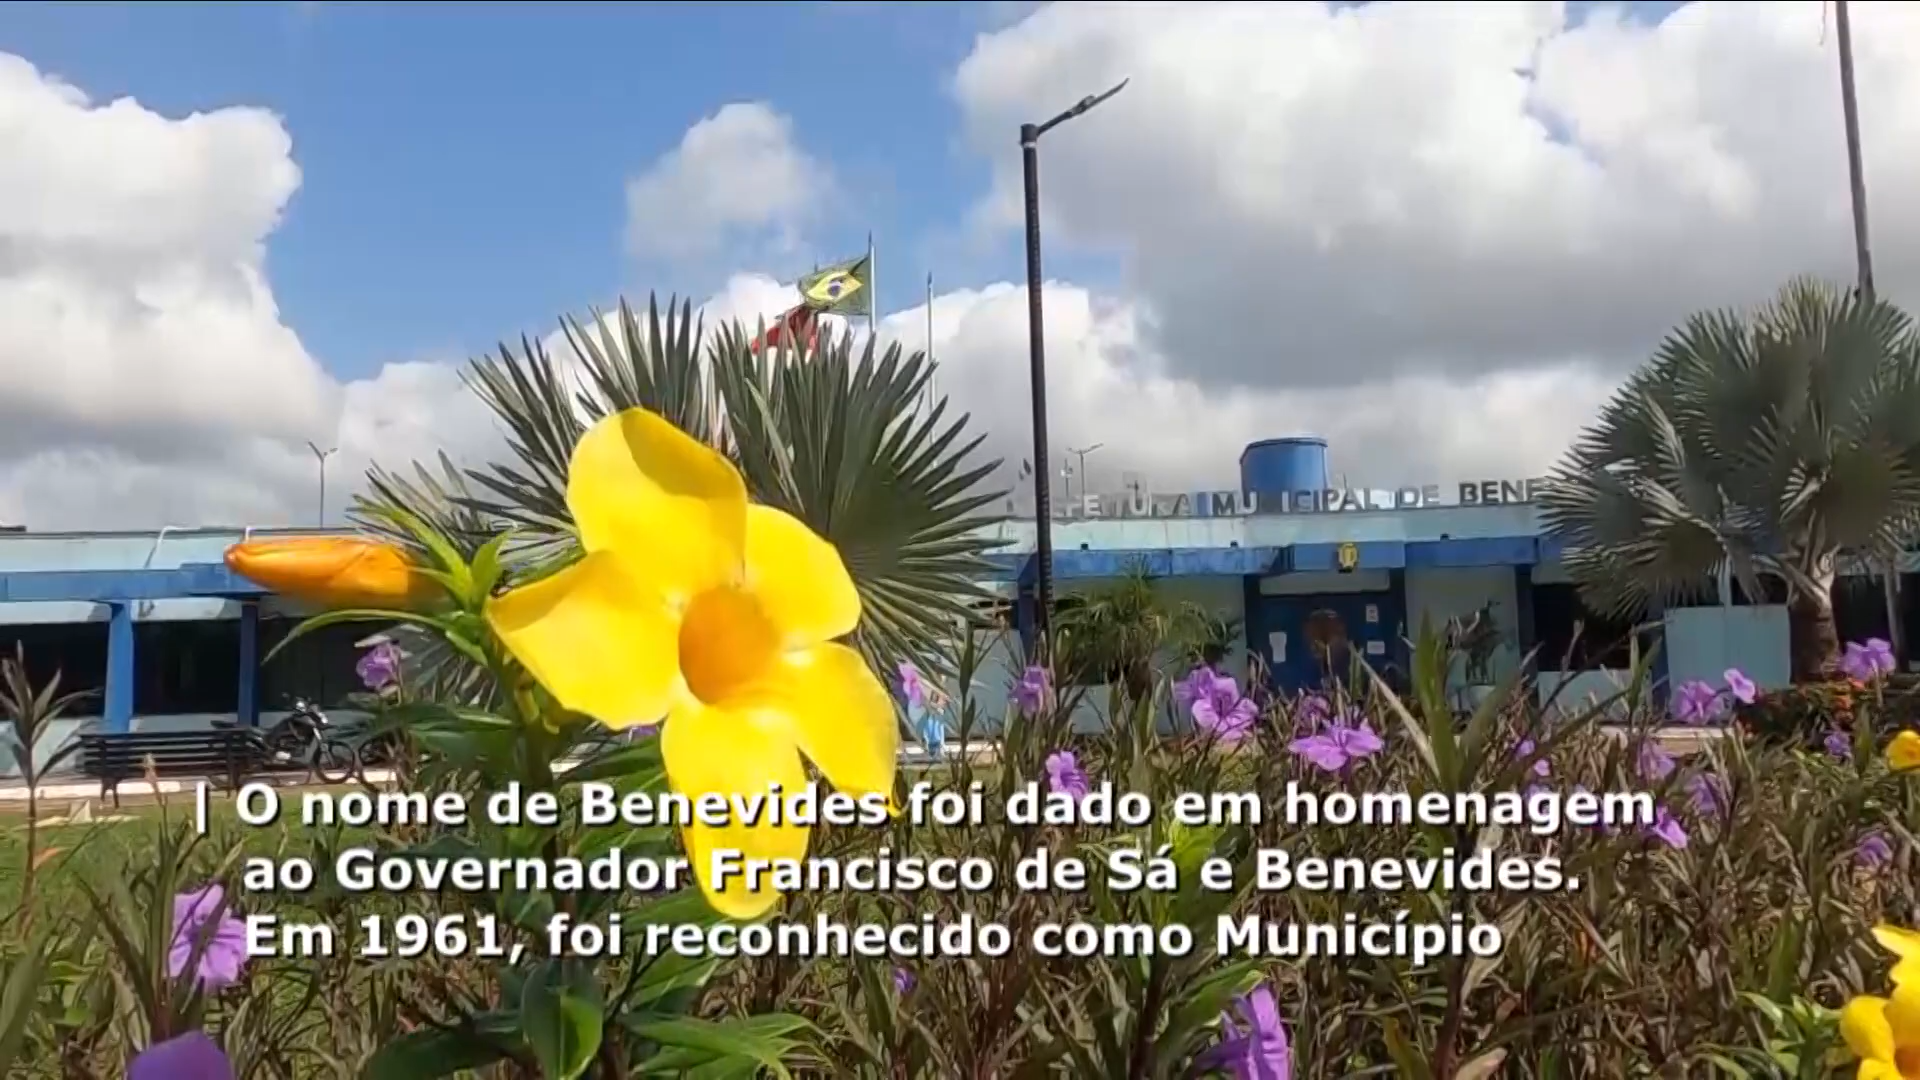 PREFEITURA MUNICIPAL DE BENE
| O nome de Benevides foi dado em homenagem
ao Governador Francisco de Sá e Benevides.
Em 1961, foi reconhecido como Município